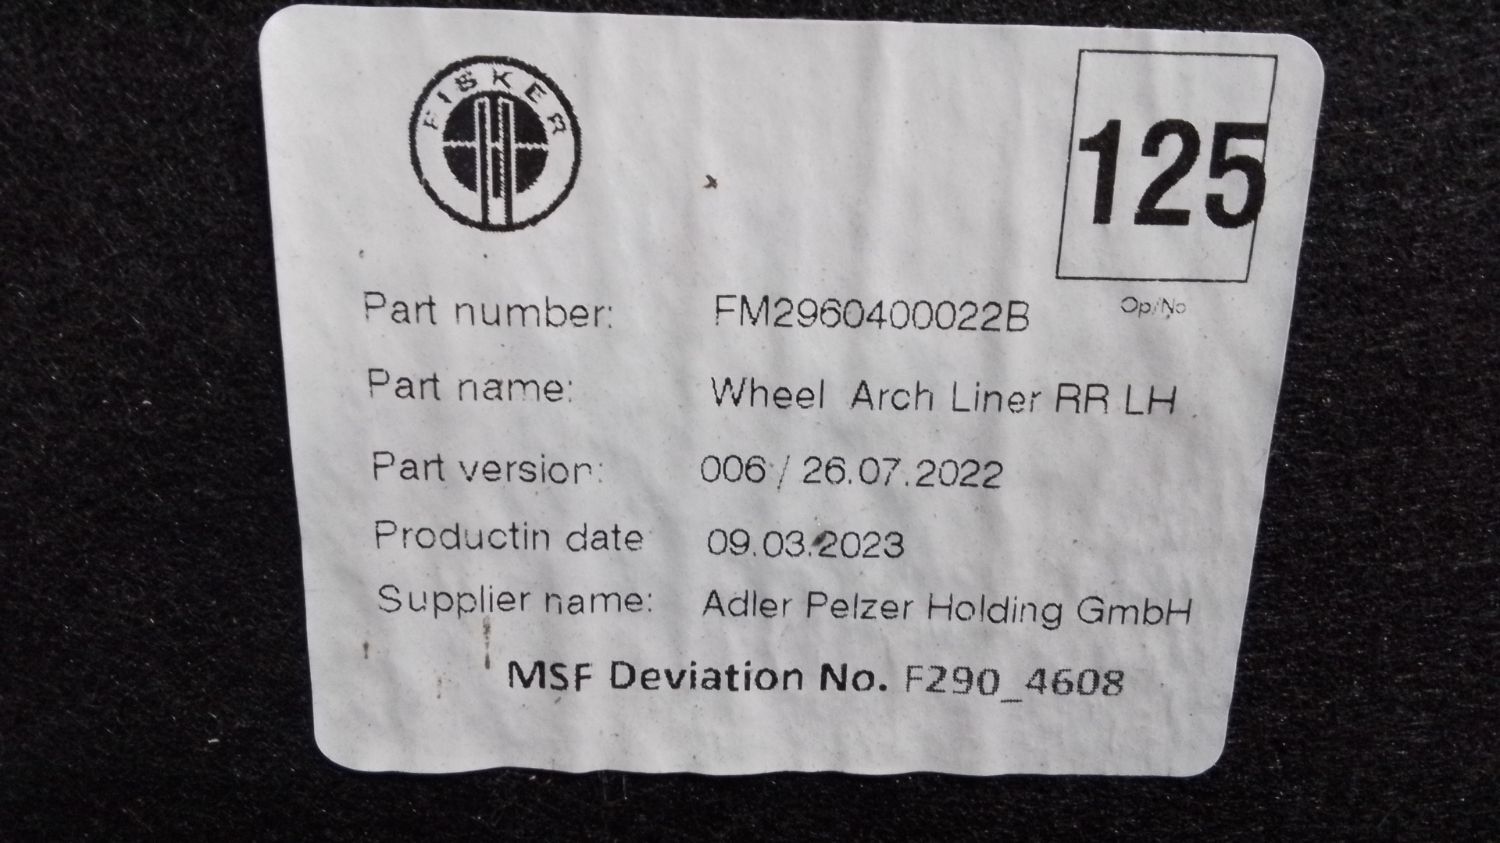 FISKER
125
Op/No
Part number: FM2960400022B
Part name: Wheel Arch Liner RR LH
Part version: 006 / 26.07.2022
Productin date 09.03.2023
Supplier name: Adler Pelzer Holding GmbH
MSF Deviation No. F290_4608